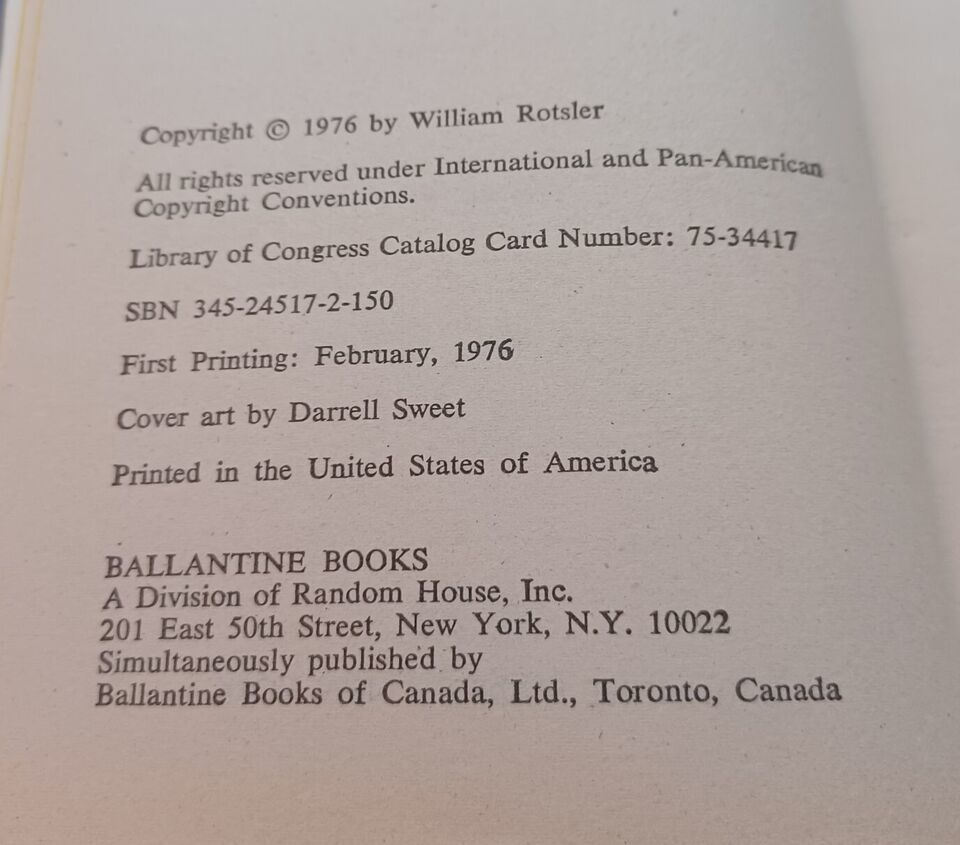 Copyright © 1976 by William Rotsler
All rights reserved under International and Pan-American
Copyright Conventions.
Library of Congress Catalog Card Number: 75-34417
SBN 345-24517-2-150
First Printing: February, 1976
Cover art by Darrell Sweet
Printed in the United States of America
BALLANTINE BOOKS
A Division of Random House, Inc.
201 East 50th Street, New York, N.Y. 10022
Simultaneously published by
Ballantine Books of Canada, Ltd., Toronto, Canada